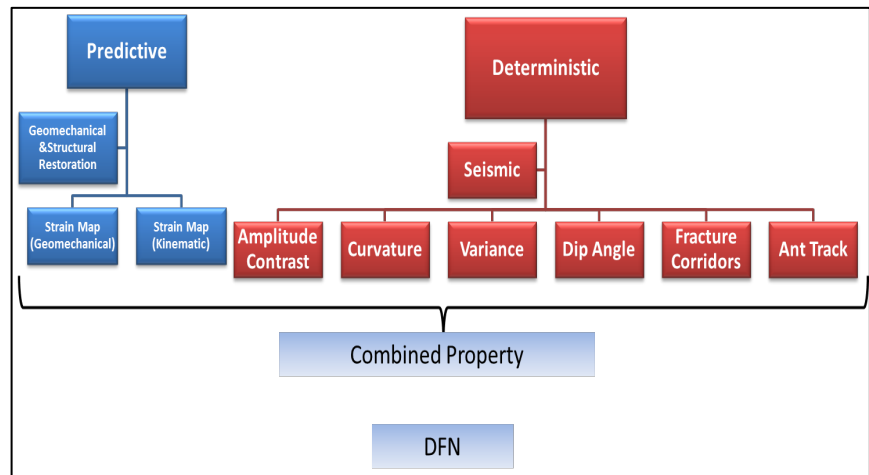 Predictive
Deterministic
Geomechanical
&Structural
Restoration
Seismic
Strain Map
(Geomechanical)
Strain Map
(Kinematic)
Amplitude
Contrast
Curvature
Variance
Dip Angle
Fracture
Corridors
Ant Track
Combined Property
DFN